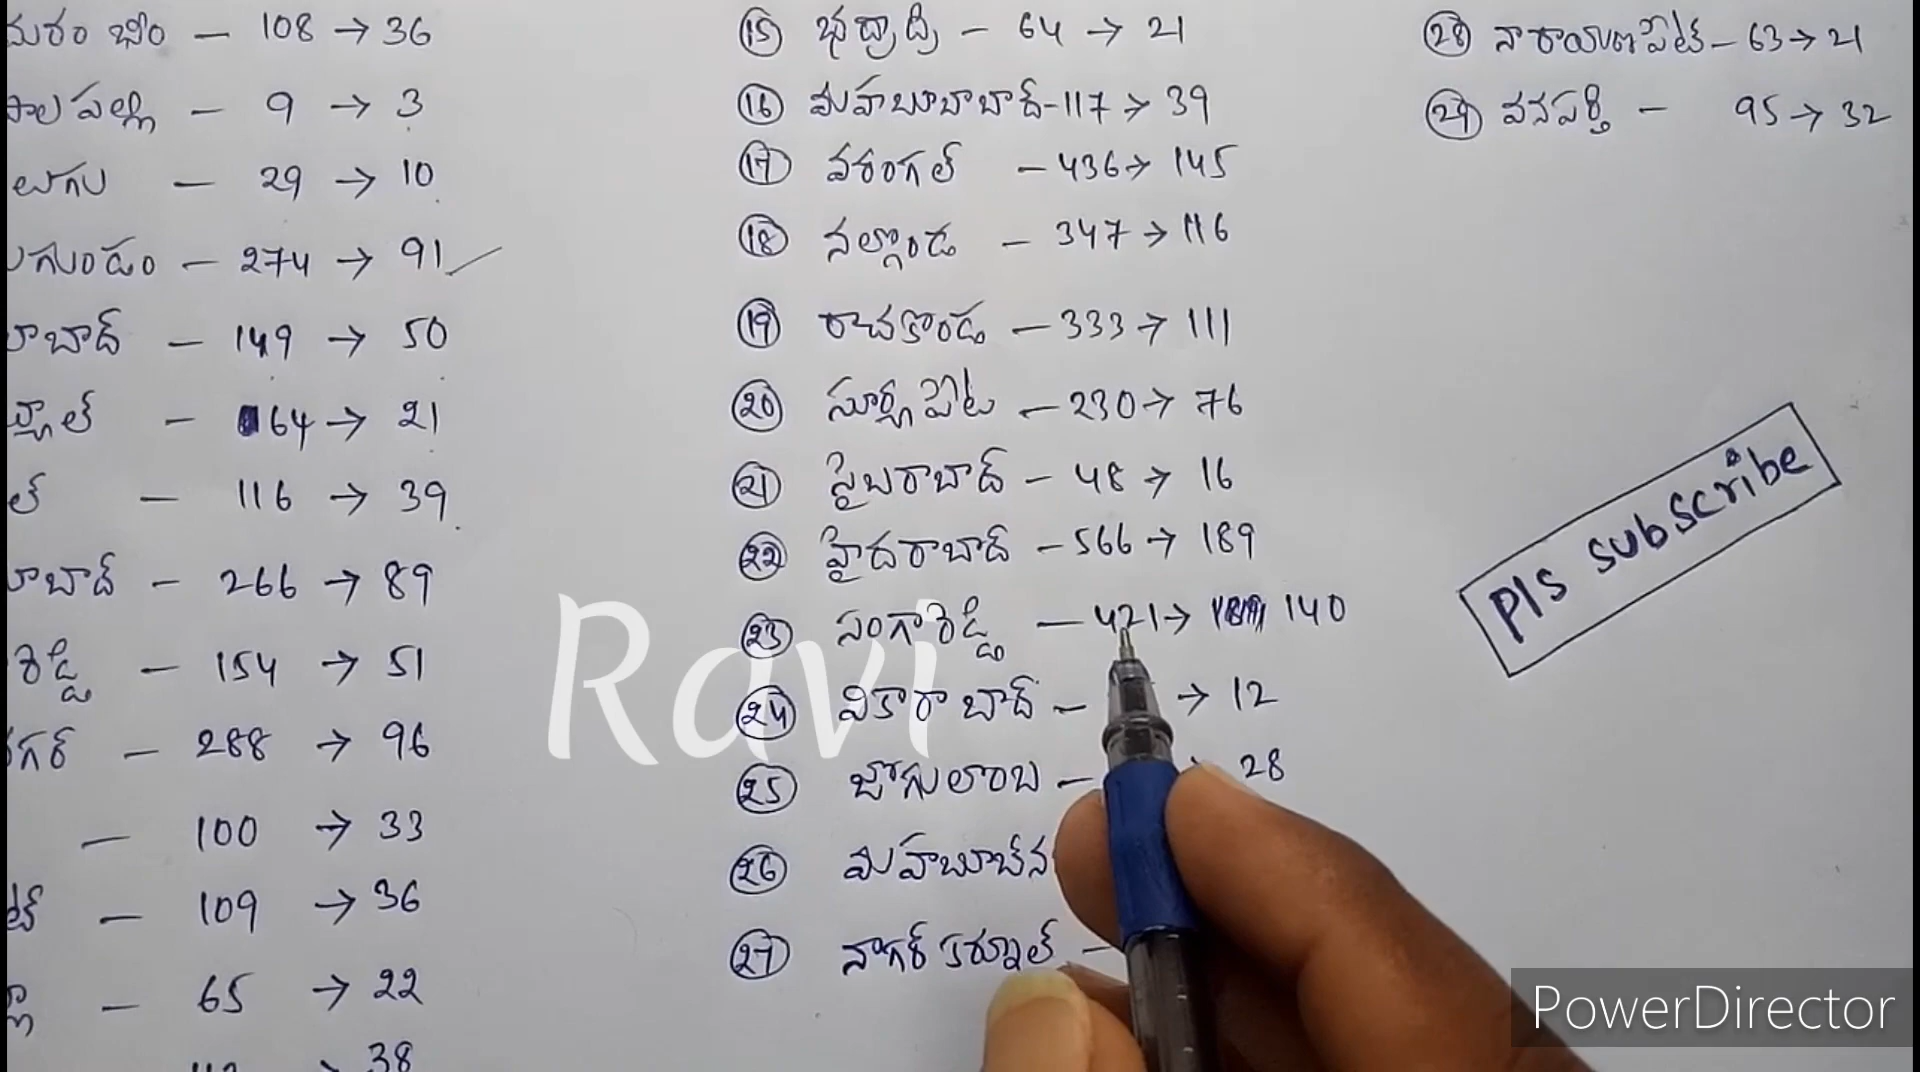 మరం భీం - 108 → 36
పల్లి - 9 → 3
లుగు - 29 → 10
గుండం - 274 → 91
ాబాద్ - 149 → 50
64 → 21
ల్ - 116 → 39
ాబాద్ - 266 → 89
రెడ్డి - 154 → 51
గర్ - 288 → 96
- 100 → 33
- 109 → 36
- 65 → 22
→ 38
15 భద్రాద్రి - 64 → 21
16 మహబూబాబాద్ - 117 → 39
17 వరంగల్ - 436 → 145
18 నల్గొండ - 347 → 116
19 రాచకొండ - 333 → 111
20 సూర్యాపేట - 230 → 76
21 సైబరాబాద్ - 48 → 16
22 హైదరాబాద్ - 566 → 189
23 సంగారెడ్డి - 421 → 140
24 వికారాబాద్ - → 12
25 జోగులాంబ - 28
26 మహబూబ్‌న
27 నాగర్ కర్నూల్ -
28 నారాయణపేట్ - 63 → 21
29 వనపర్తి - 95 → 32
Pls subscribe
Ravi
PowerDirector